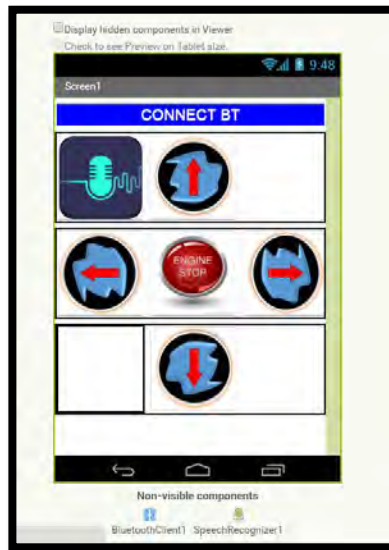 Display hidden components in Viewer
Check to see Preview on Tablet size.
9:48
Screen1
CONNECT BT
ENGINE
STOP
Non-visible components
BluetoothClient1 SpeechRecognizer1